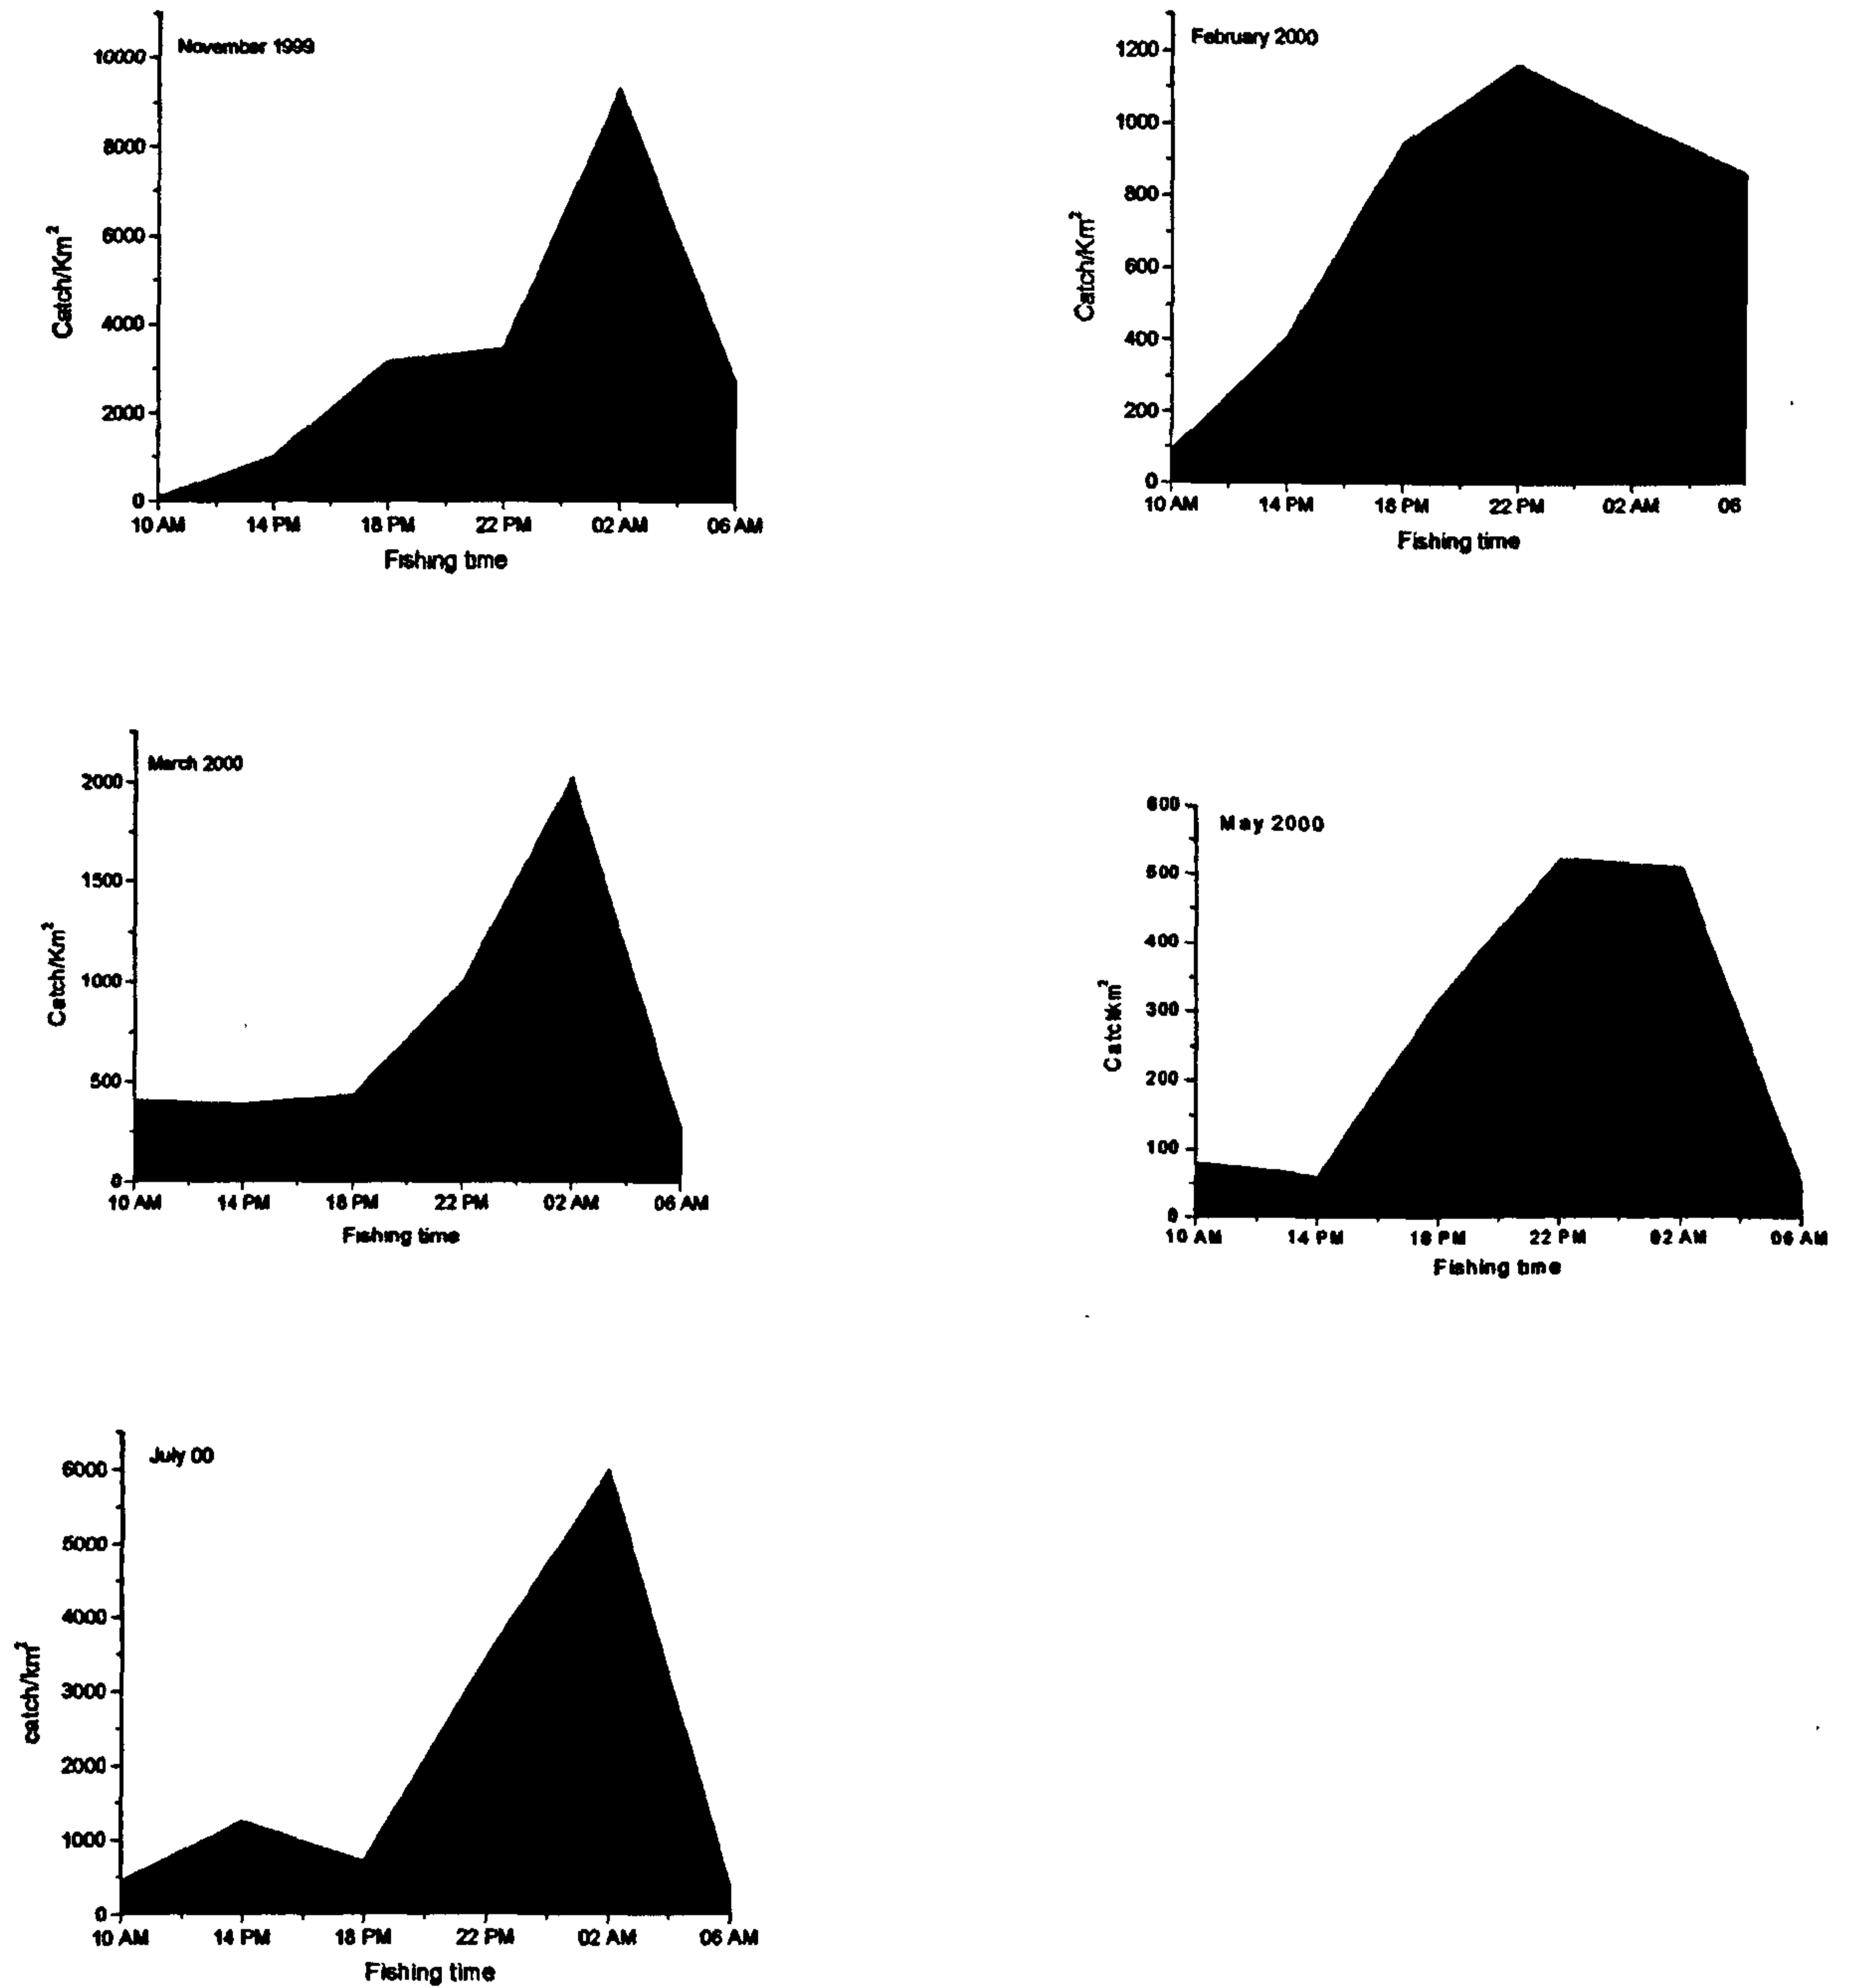 November 1999
10000
8000
6000
4000
2000
0
Catch/Km²
10 AM 14 PM 18 PM 22 PM 02 AM 06 AM
Fishing time
February 2000
1200
1000
800
600
400
200
0
Catch/Km²
10 AM 14 PM 18 PM 22 PM 02 AM 06
Fishing time
March 2000
2000
1500
1000
500
0
Catch/Km²
10 AM 14 PM 18 PM 22 PM 02 AM 06 AM
Fishing time
May 2000
600
500
400
300
200
100
0
10 AM 14 PM 18 PM 22 PM 02 AM 06 AM
Fishing time
July 00
6000
5000
4000
3000
2000
1000
0
catch/km²
10 AM 14 PM 18 PM 22 PM 02 AM 06 AM
Fishing time